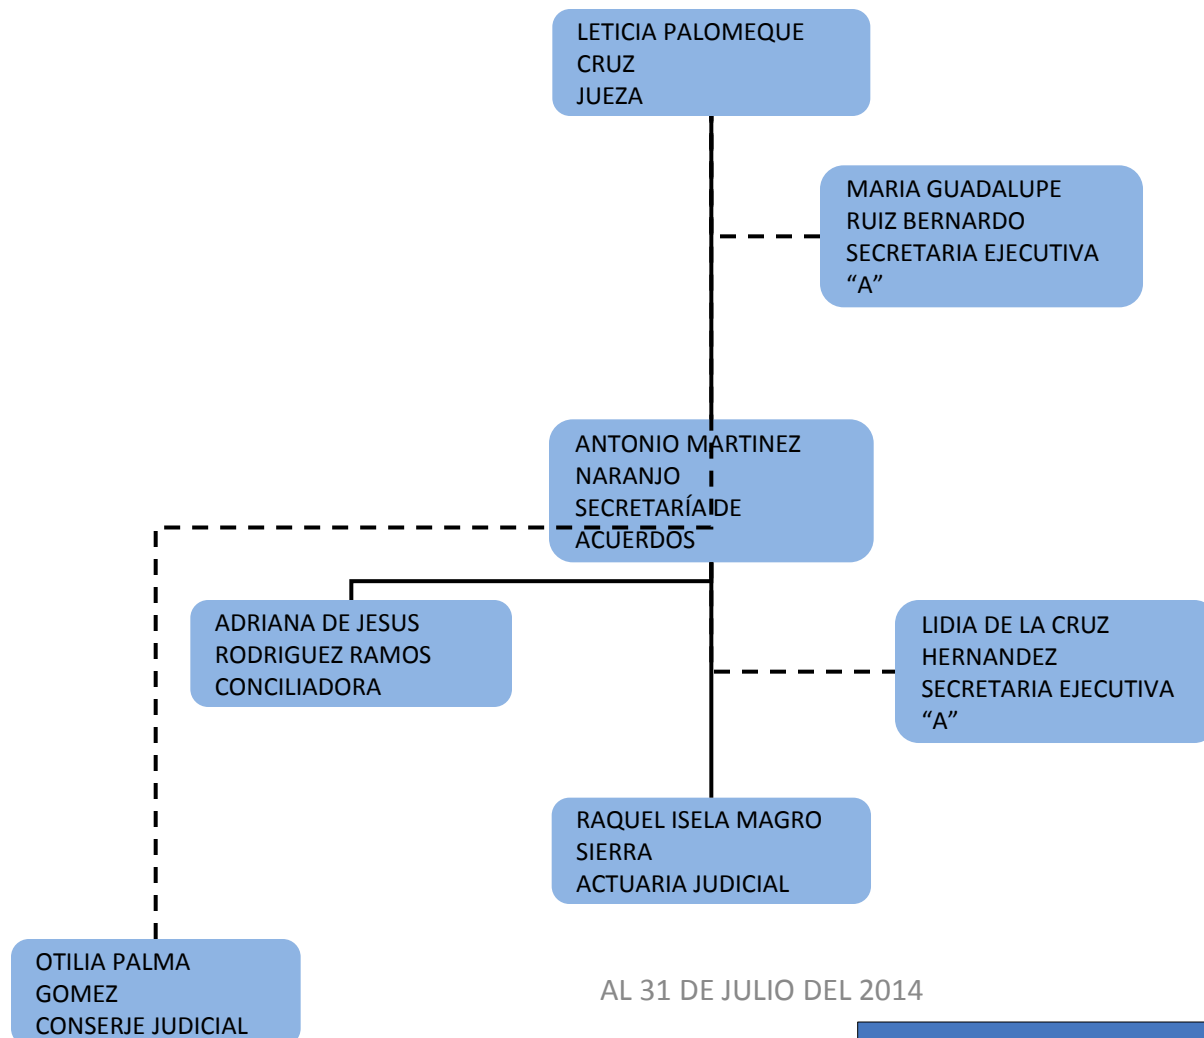 LETICIA PALOMEQUE
CRUZ
JUEZA
MARIA GUADALUPE
RUIZ BERNARDO
SECRETARIA EJECUTIVA
“A”
ANTONIO MARTINEZ
NARANJO
SECRETARÍA DE
ACUERDOS
ADRIANA DE JESUS
RODRIGUEZ RAMOS
CONCILIADORA
LIDIA DE LA CRUZ
HERNANDEZ
SECRETARIA EJECUTIVA
“A”
RAQUEL ISELA MAGRO
SIERRA
ACTUARIA JUDICIAL
OTILIA PALMA
GOMEZ
CONSERJE JUDICIAL
AL 31 DE JULIO DEL 2014